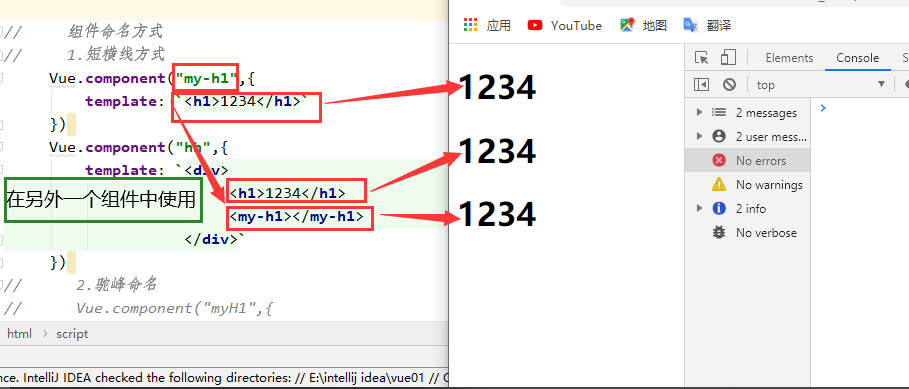 //      组件命名方式
//      1.短横线方式
Vue.component("my-h1",{
template: `<h1>1234</h1>`
})
Vue.component("hh",{
template: `<div>
<h1>1234</h1>
<my-h1></my-h1>
</div>`
})
//      2.驼峰命名
//      Vue.component("myH1",{
在另外一个组件中使用
html › script
nce. IntelliJ IDEA checked the following directories: // E:\intellij idea\vue01 // C
应用 YouTube 地图 翻译
1234
1234
1234
Elements Console
top
2 messages
2 user mess...
No errors
No warnings
2 info
No verbose